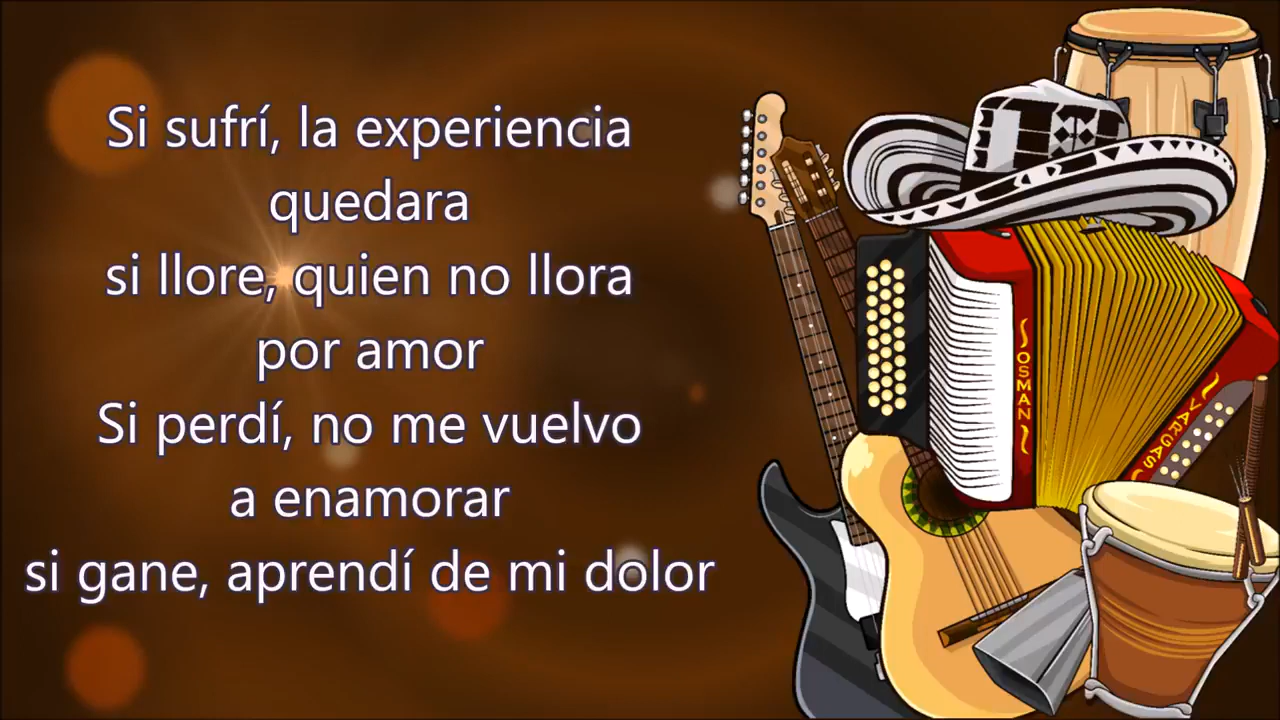 Si sufrí, la experiencia
quedara
si llore, quien no llora
por amor
Si perdí, no me vuelvo
a enamorar
si gane, aprendí de mi dolor
OSMAN
VARGAS